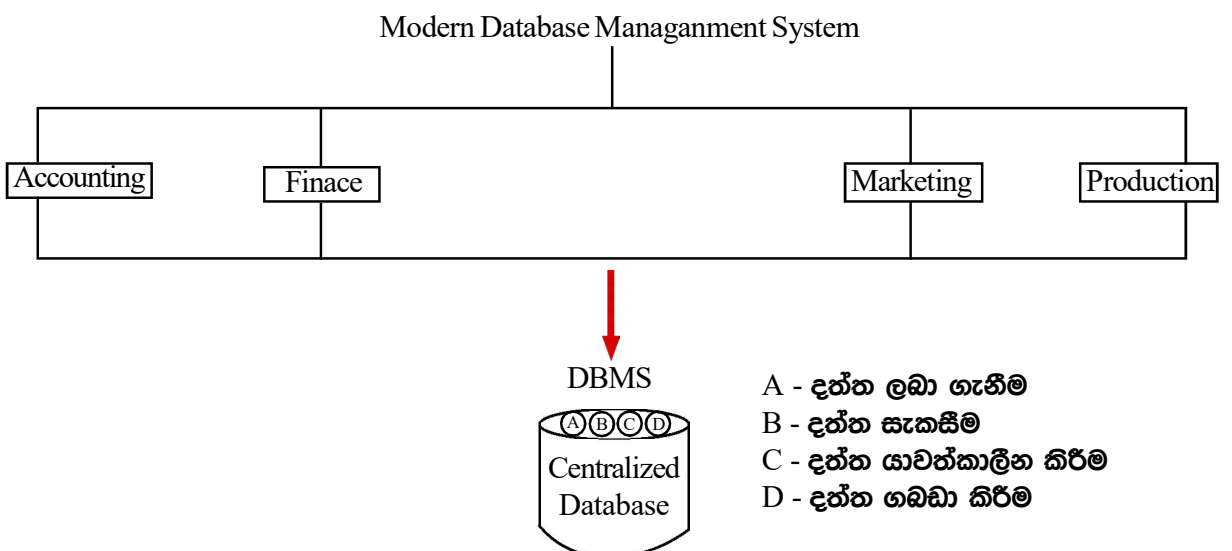 Modern Database Managanment System
Accounting
Finace
Marketing
Production
DBMS
A B C D
Centralized
Database
A - දත්ත ලබා ගැනීම
B - දත්ත සැකසීම
C - දත්ත යාවත්කාලීන කිරීම
D - දත්ත ගබඩා කිරීම